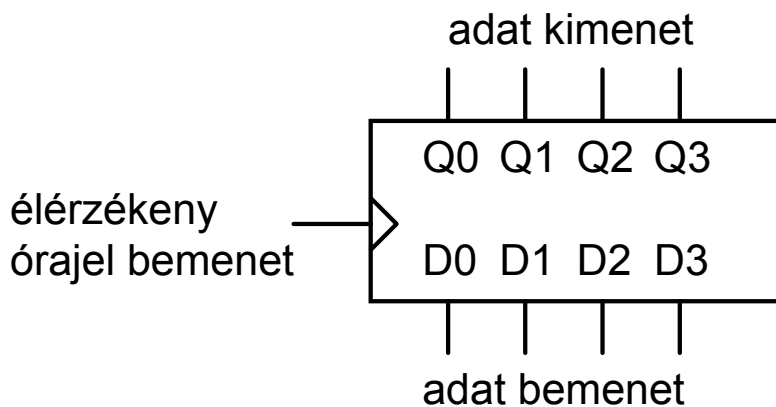 adat kimenet
Q0 Q1 Q2 Q3
élérzékeny
órajel bemenet
D0 D1 D2 D3
adat bemenet